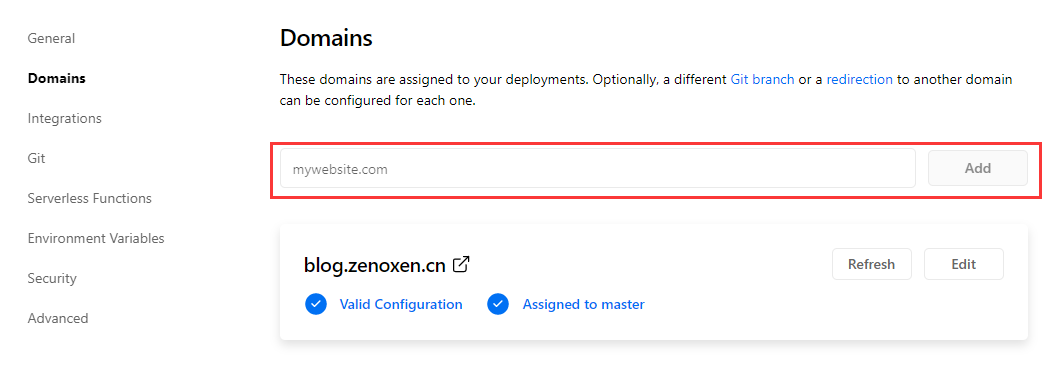 General
Domains
Integrations
Git
Serverless Functions
Environment Variables
Security
Advanced
Domains
These domains are assigned to your deployments. Optionally, a different Git branch or a redirection to another domain
can be configured for each one.
mywebsite.com
Add
blog.zenoxen.cn
Refresh
Edit
Valid Configuration
Assigned to master